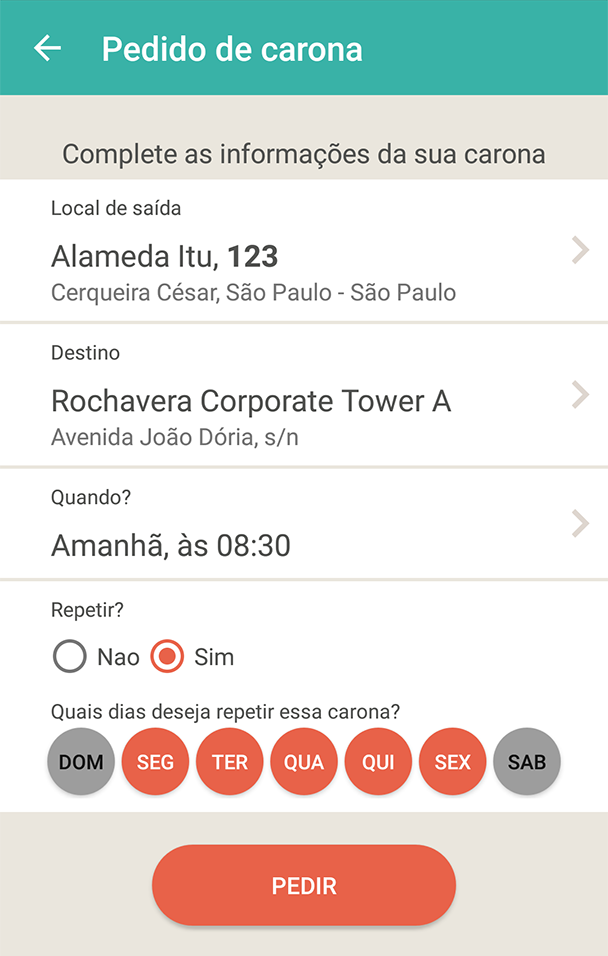 Pedido de carona
Complete as informações da sua carona
Local de saída
Alameda Itu, 123
Cerqueira César, São Paulo - São Paulo
Destino
Rochavera Corporate Tower A
Avenida João Dória, s/n
Quando?
Amanhã, às 08:30
Repetir?
Nao Sim
Quais dias deseja repetir essa carona?
DOM SEG TER QUA QUI SEX SAB
PEDIR